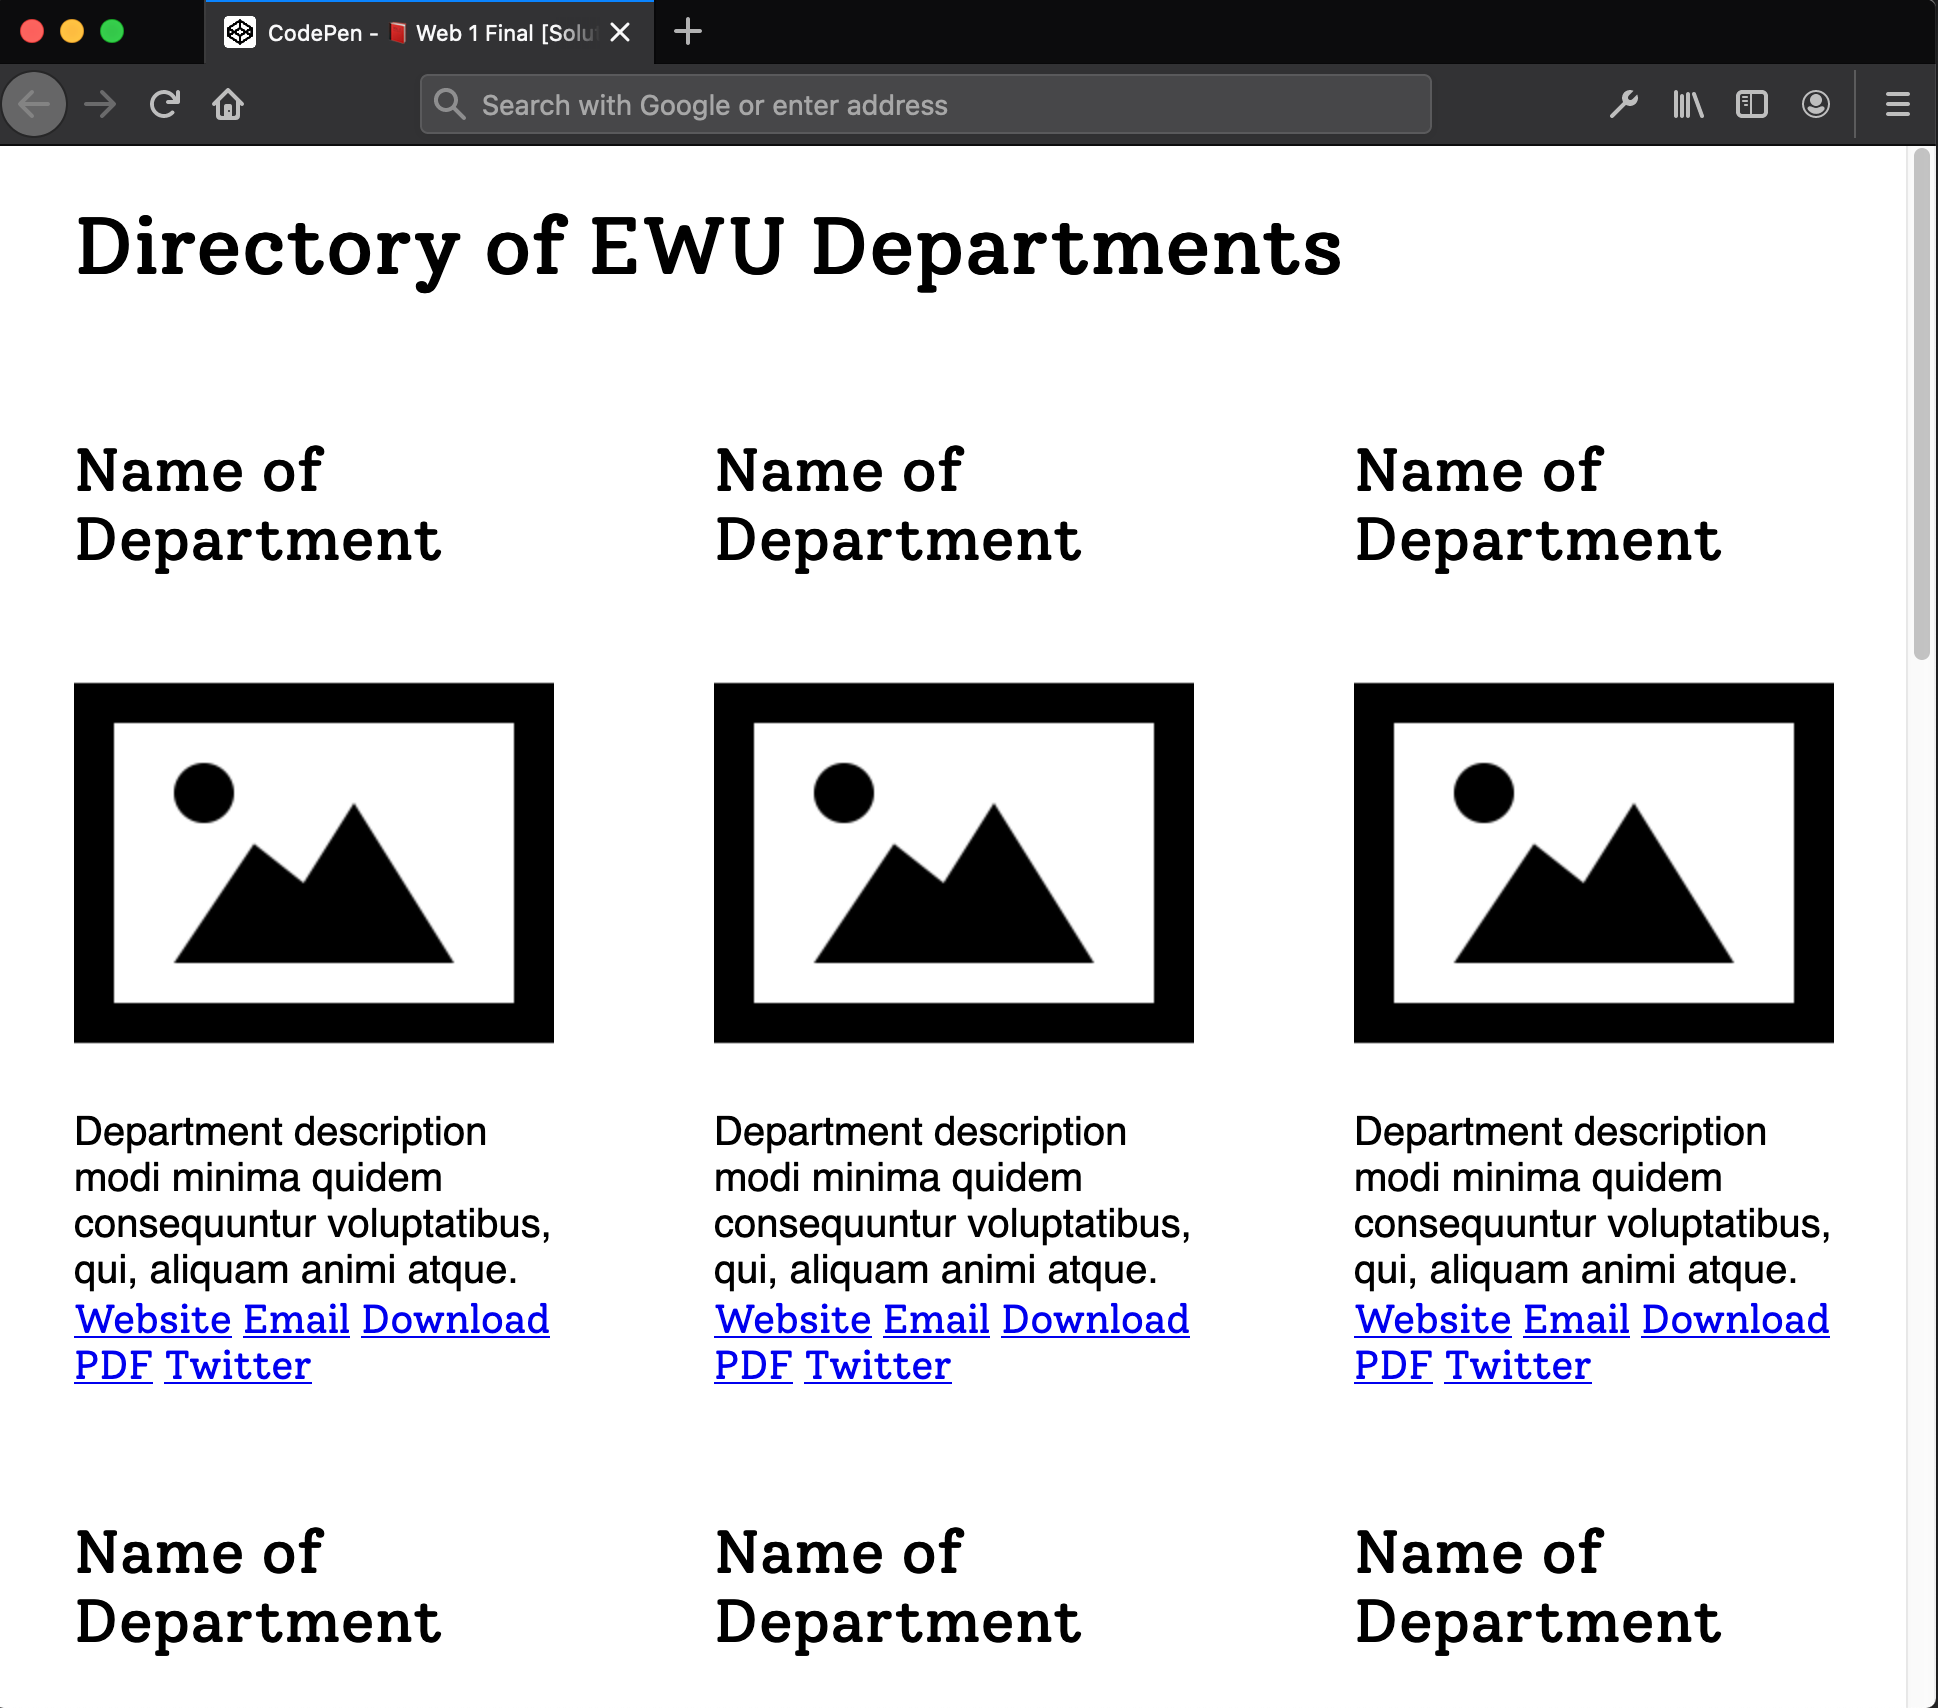 CodePen - 📕 Web 1 Final [Solu
Search with Google or enter address
Directory of EWU Departments
Name of
Department
Name of
Department
Name of
Department
Department description
modi minima quidem
consequuntur voluptatibus,
qui, aliquam animi atque.
Website Email Download
PDF Twitter
Department description
modi minima quidem
consequuntur voluptatibus,
qui, aliquam animi atque.
Website Email Download
PDF Twitter
Department description
modi minima quidem
consequuntur voluptatibus,
qui, aliquam animi atque.
Website Email Download
PDF Twitter
Name of
Department
Name of
Department
Name of
Department